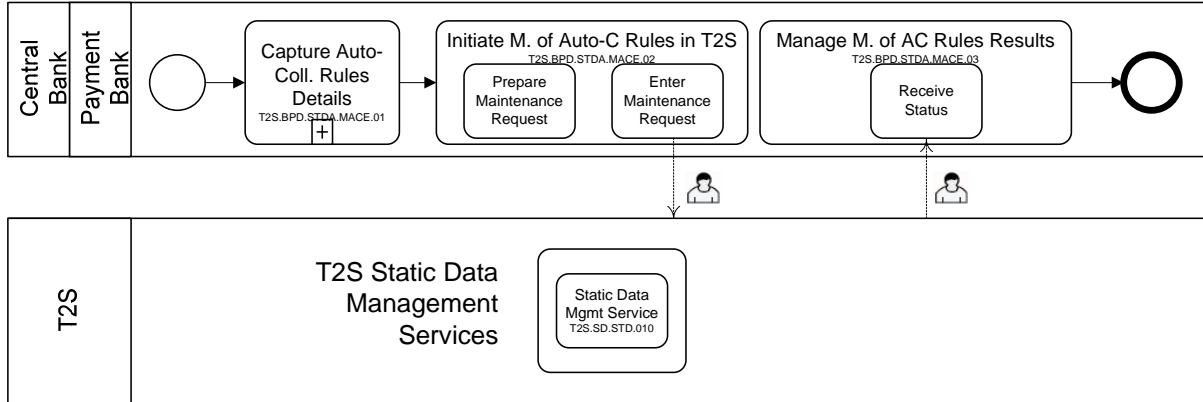 Central
Bank
Payment
Bank
Capture Auto-
Coll. Rules
Details
T2S.BPD.STDA.MACE.01
Initiate M. of Auto-C Rules in T2S
T2S.BPD.STDA.MACE.02
Prepare
Maintenance
Request
Enter
Maintenance
Request
Manage M. of AC Rules Results
T2S.BPD.STDA.MACE.03
Receive
Status
T2S
T2S Static Data
Management
Services
Static Data
Mgmt Service
T2S.SD.STD.010